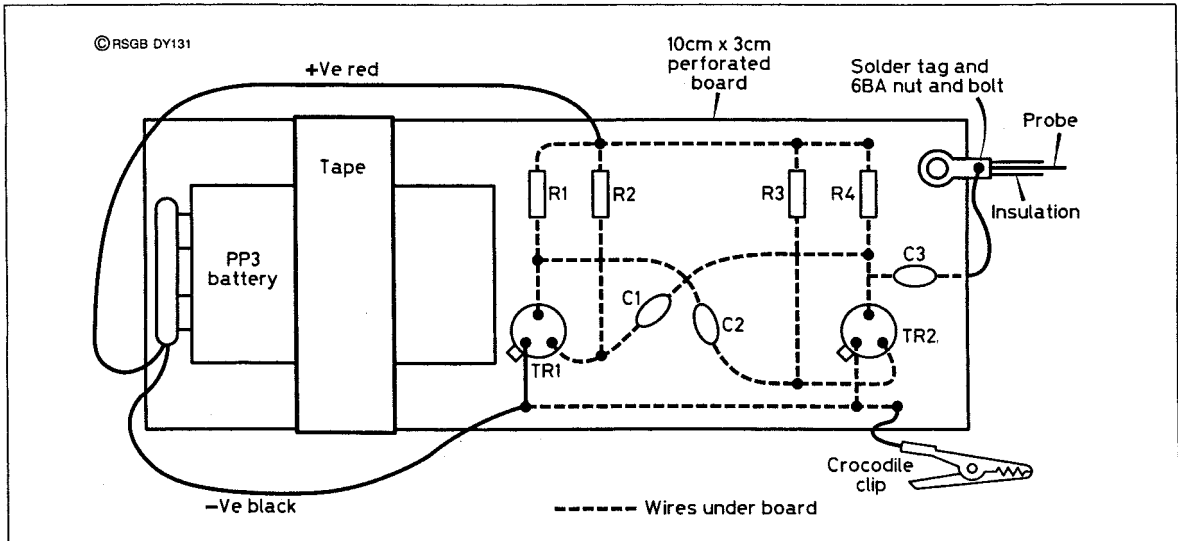 © RSGB DY131
+Ve red
10cm x 3cm
perforated
board
Solder tag and
6BA nut and bolt
Probe
Insulation
Tape
PP3
battery
R1
R2
R3
R4
C1
C2
C3
TR1
TR2.
Crocodile
clip
-Ve black
Wires under board